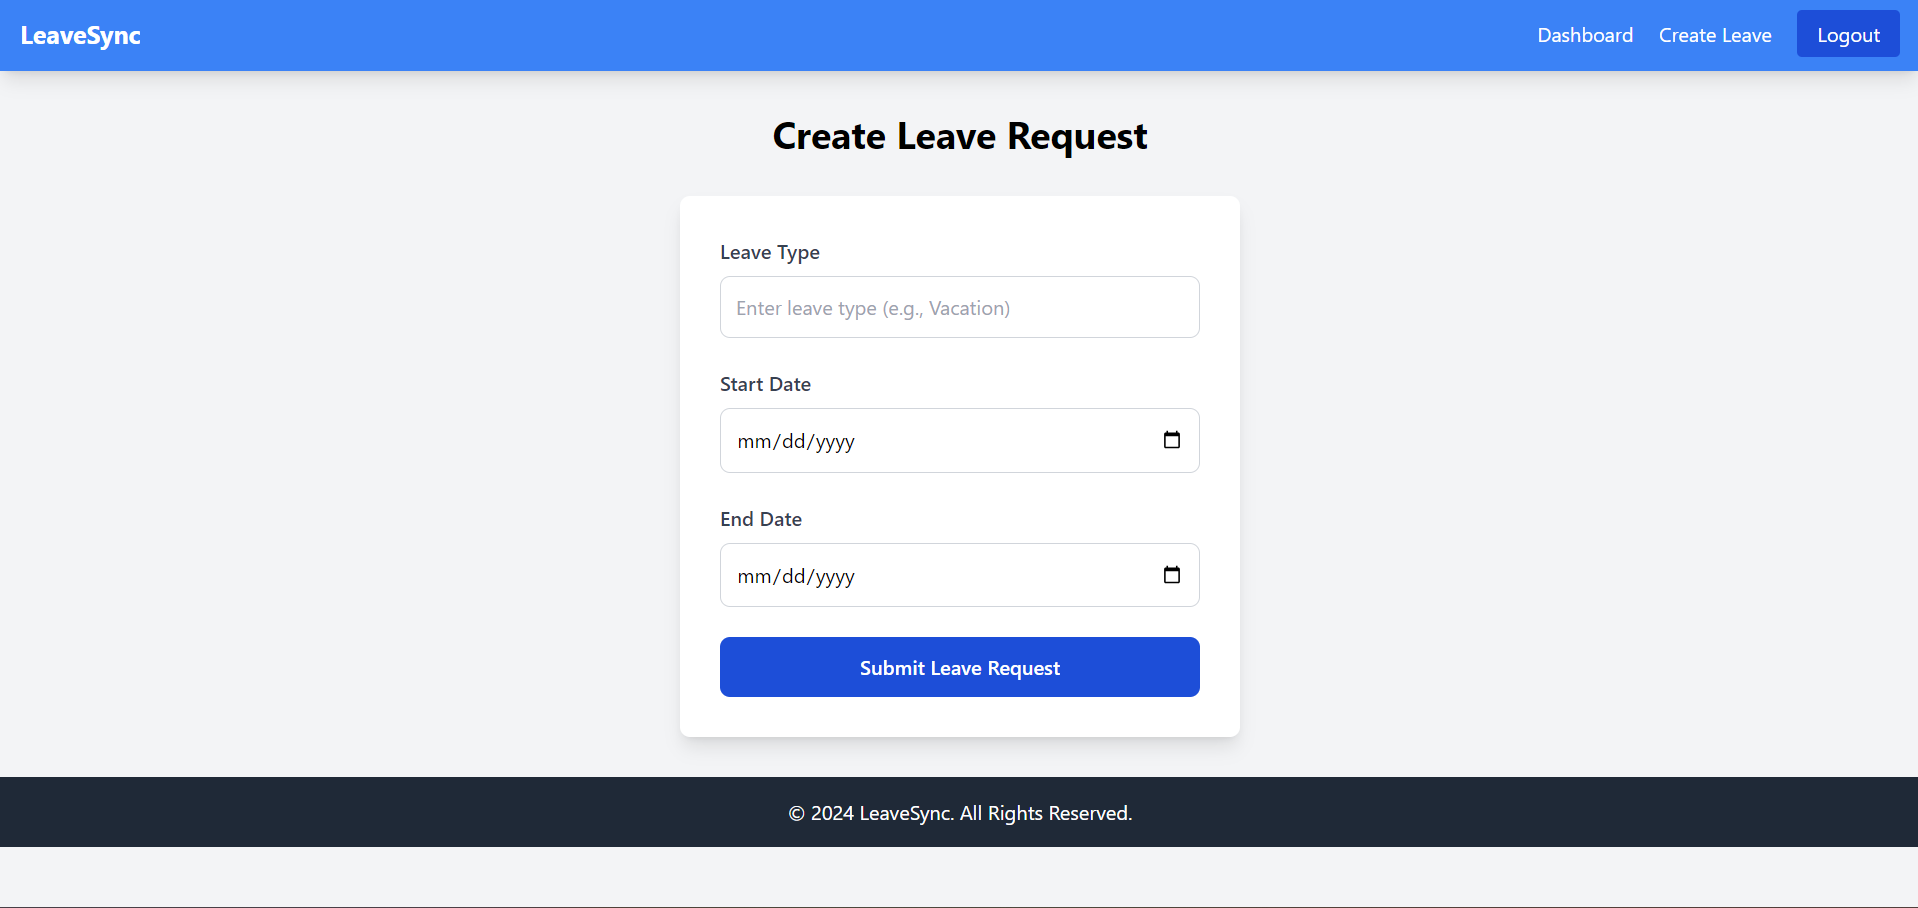 LeaveSync
Dashboard Create Leave Logout
Create Leave Request
Leave Type
Enter leave type (e.g., Vacation)
Start Date
mm/dd/yyyy
End Date
mm/dd/yyyy
Submit Leave Request
© 2024 LeaveSync. All Rights Reserved.